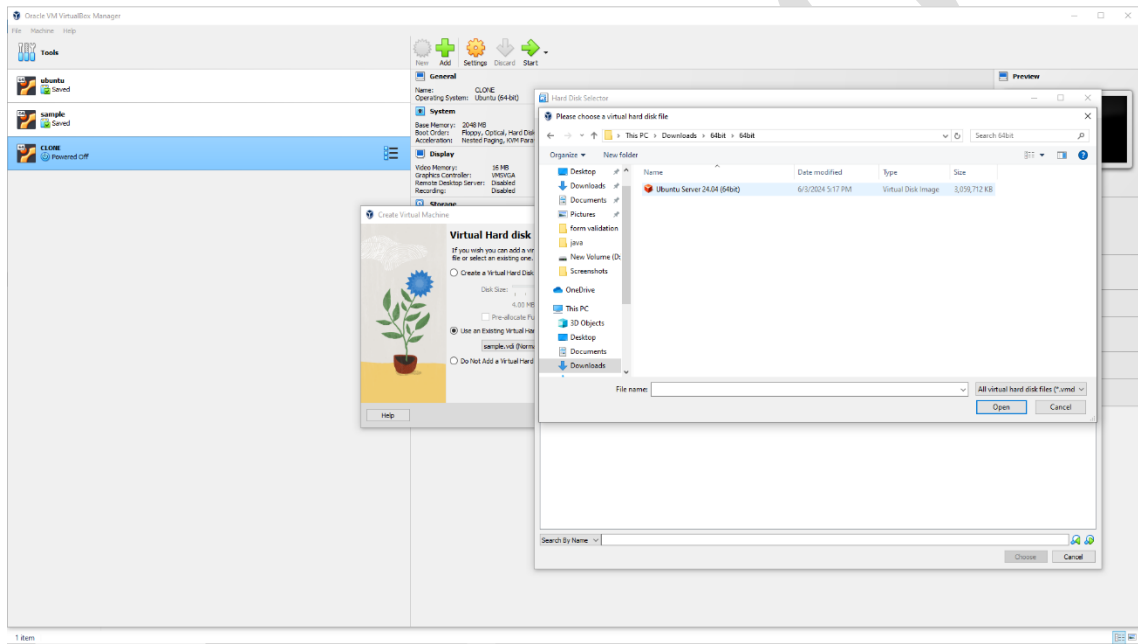 Oracle VM VirtualBox Manager
File Machine Help
Tools
New Add Settings Discard Start
ubuntu
Saved
sample
Saved
CLONE
Powered Off
General
Name: CLONE
Operating System: Ubuntu (64-bit)
System
Base Memory: 2048 MB
Boot Order: Floppy, Optical, Hard Disk
Acceleration: Nested Paging, KVM Para
Display
Video Memory: 16 MB
Graphics Controller: VMSVGA
Remote Desktop Server: Disabled
Recording: Disabled
Storage
Preview
Create Virtual Machine
Virtual Hard disk
If you wish you can add a vir
file or select an existing one.
Create a Virtual Hard Disk
Disk Size:
4.00 MB
Pre-allocate Fu
Use an Existing Virtual Har
sample.vdi (Norm
Do Not Add a Virtual Hard
Help
Hard Disk Selector
Please choose a virtual hard disk file
This PC > Downloads > 64bit > 64bit
Search 64bit
Organize New folder
Name Date modified Type Size
Ubuntu Server 24.04 (64bit) 6/3/2024 5:17 PM Virtual Disk Image 3,059,712 KB
Desktop
Downloads
Documents
Pictures
form validation
java
New Volume (D:
Screenshots
OneDrive
This PC
3D Objects
Desktop
Documents
Downloads
File name:
All virtual hard disk files (*.vmd
Open Cancel
Search By Name
Choose Cancel
1 item